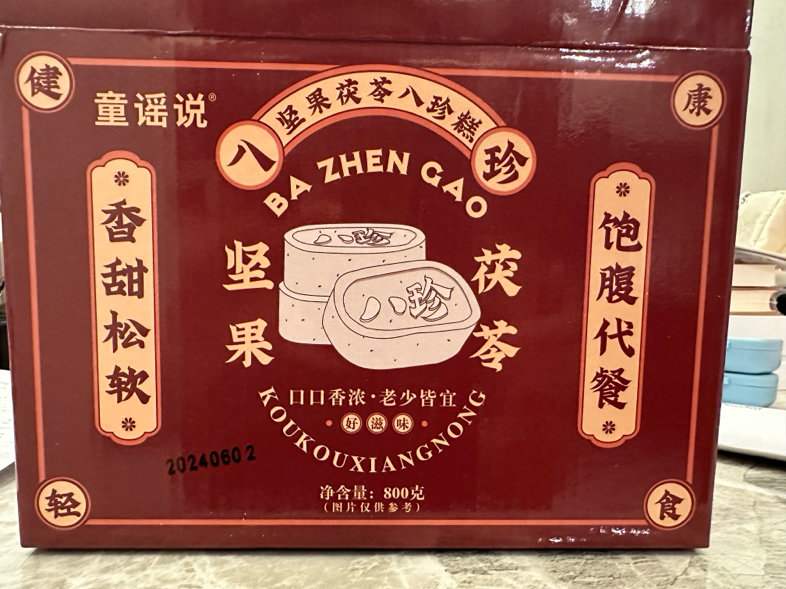 健
康
童谣说®
坚果茯苓八珍糕
八
珍
BA ZHEN GAO
香甜松软
饱腹代餐
坚果
茯苓
八珍
八珍
口口香浓·老少皆宜
·好滋味·
KOUKOUXIANGNONG
20240602
净含量：800克
（图片仅供参考）
轻
食